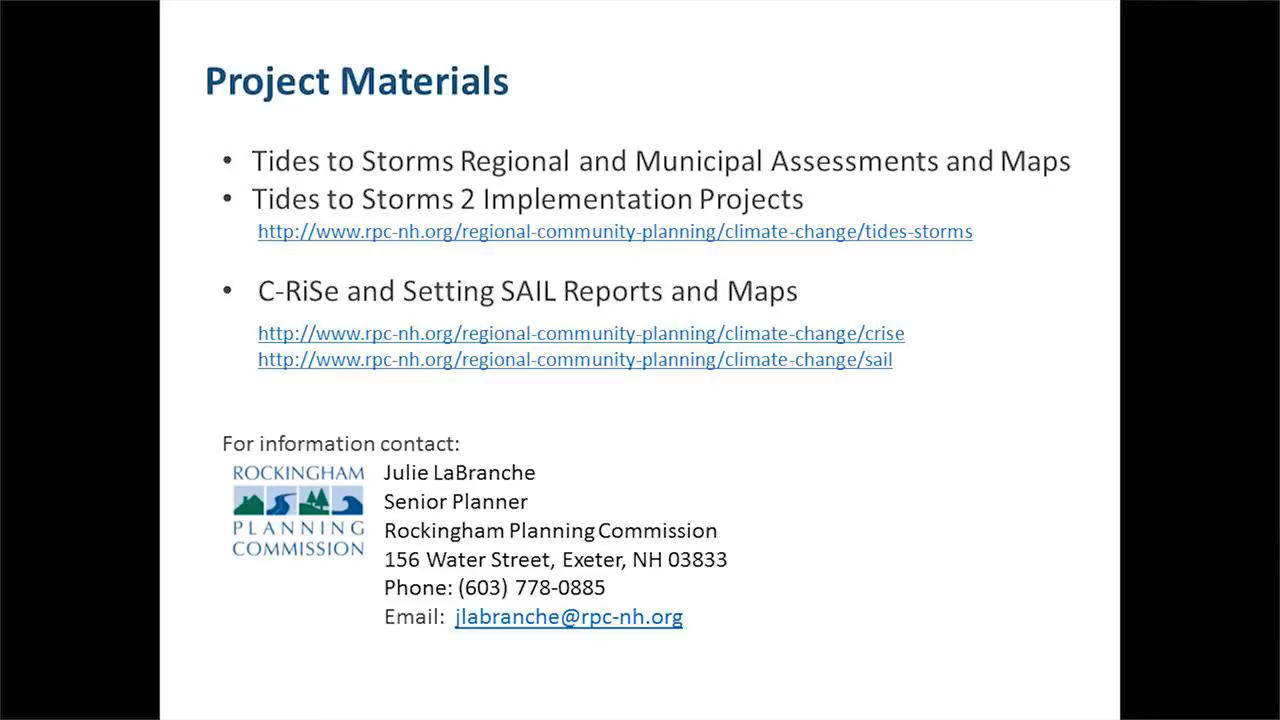 Project Materials
• Tides to Storms Regional and Municipal Assessments and Maps
• Tides to Storms 2 Implementation Projects
http://www.rpc-nh.org/regional-community-planning/climate-change/tides-storms
• C-RiSe and Setting SAIL Reports and Maps
http://www.rpc-nh.org/regional-community-planning/climate-change/crise
http://www.rpc-nh.org/regional-community-planning/climate-change/sail
For information contact:
ROCKINGHAM
PLANNING
COMMISSION
Julie LaBranche
Senior Planner
Rockingham Planning Commission
156 Water Street, Exeter, NH 03833
Phone: (603) 778-0885
Email: jlabranche@rpc-nh.org